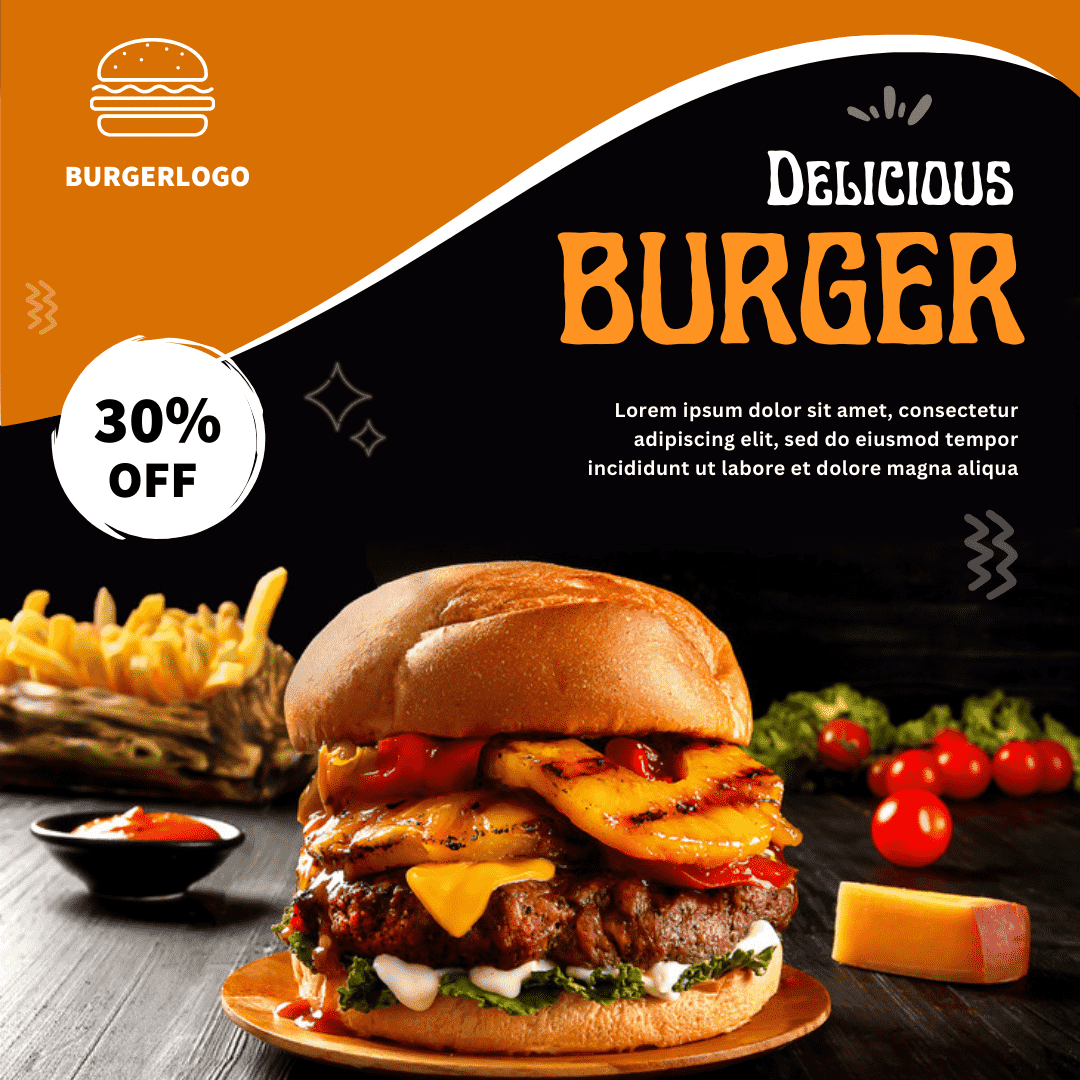 BURGERLOGO
DELICIOUS
BURGER
30%
OFF
Lorem ipsum dolor sit amet, consectetur
adipiscing elit, sed do eiusmod tempor
incididunt ut labore et dolore magna aliqua